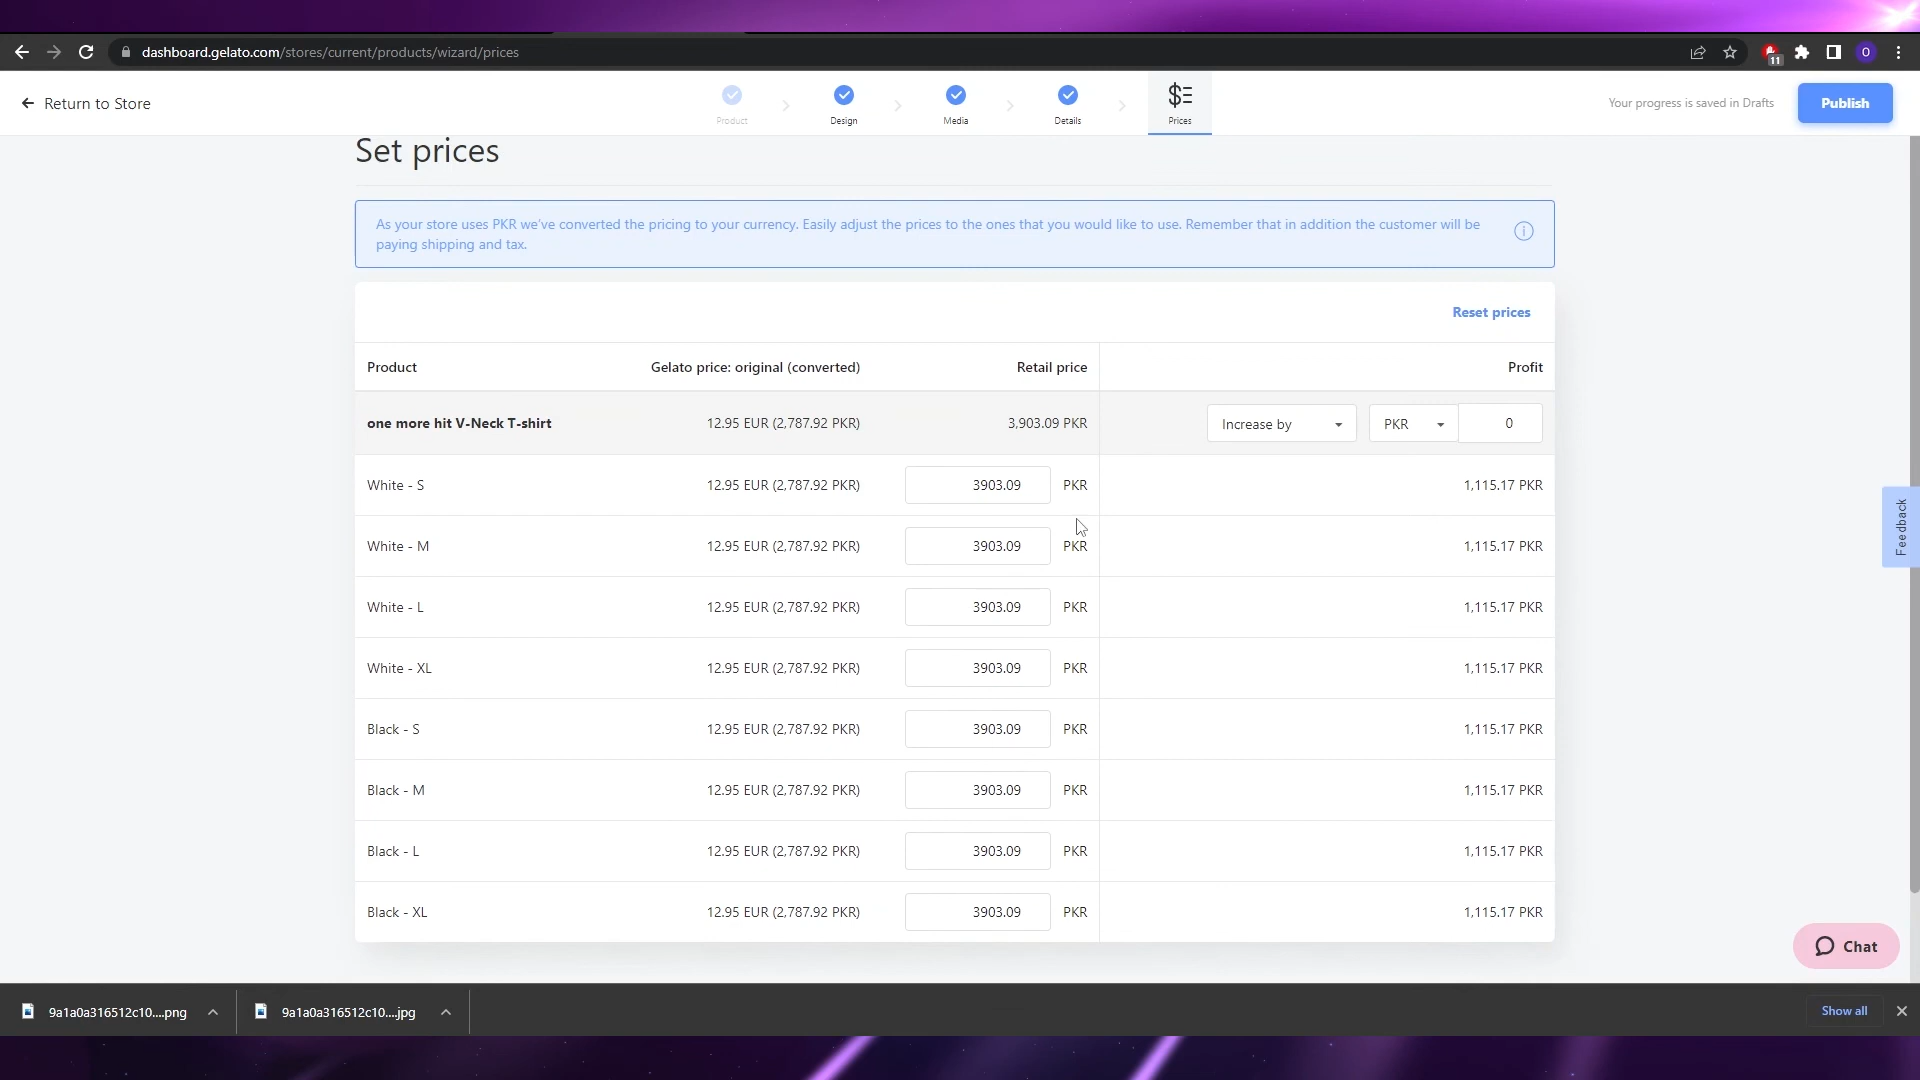 dashboard.gelato.com/stores/current/products/wizard/prices
11
O
Return to Store
Product
Design
Media
Details
Prices
Your progress is saved in Drafts
Publish
Set prices
As your store uses PKR we've converted the pricing to your currency. Easily adjust the prices to the ones that you would like to use. Remember that in addition the customer will be
paying shipping and tax.
Reset prices
Product Gelato price: original (converted) Retail price Profit
one more hit V-Neck T-shirt 12.95 EUR (2,787.92 PKR) 3,903.09 PKR Increase by PKR 0
White - S 12.95 EUR (2,787.92 PKR) 3903.09 PKR 1,115.17 PKR
White - M 12.95 EUR (2,787.92 PKR) 3903.09 PKR 1,115.17 PKR
White - L 12.95 EUR (2,787.92 PKR) 3903.09 PKR 1,115.17 PKR
White - XL 12.95 EUR (2,787.92 PKR) 3903.09 PKR 1,115.17 PKR
Black - S 12.95 EUR (2,787.92 PKR) 3903.09 PKR 1,115.17 PKR
Black - M 12.95 EUR (2,787.92 PKR) 3903.09 PKR 1,115.17 PKR
Black - L 12.95 EUR (2,787.92 PKR) 3903.09 PKR 1,115.17 PKR
Black - XL 12.95 EUR (2,787.92 PKR) 3903.09 PKR 1,115.17 PKR
Feedback
Chat
9a1a0a316512c10....png
9a1a0a316512c10....jpg
Show all